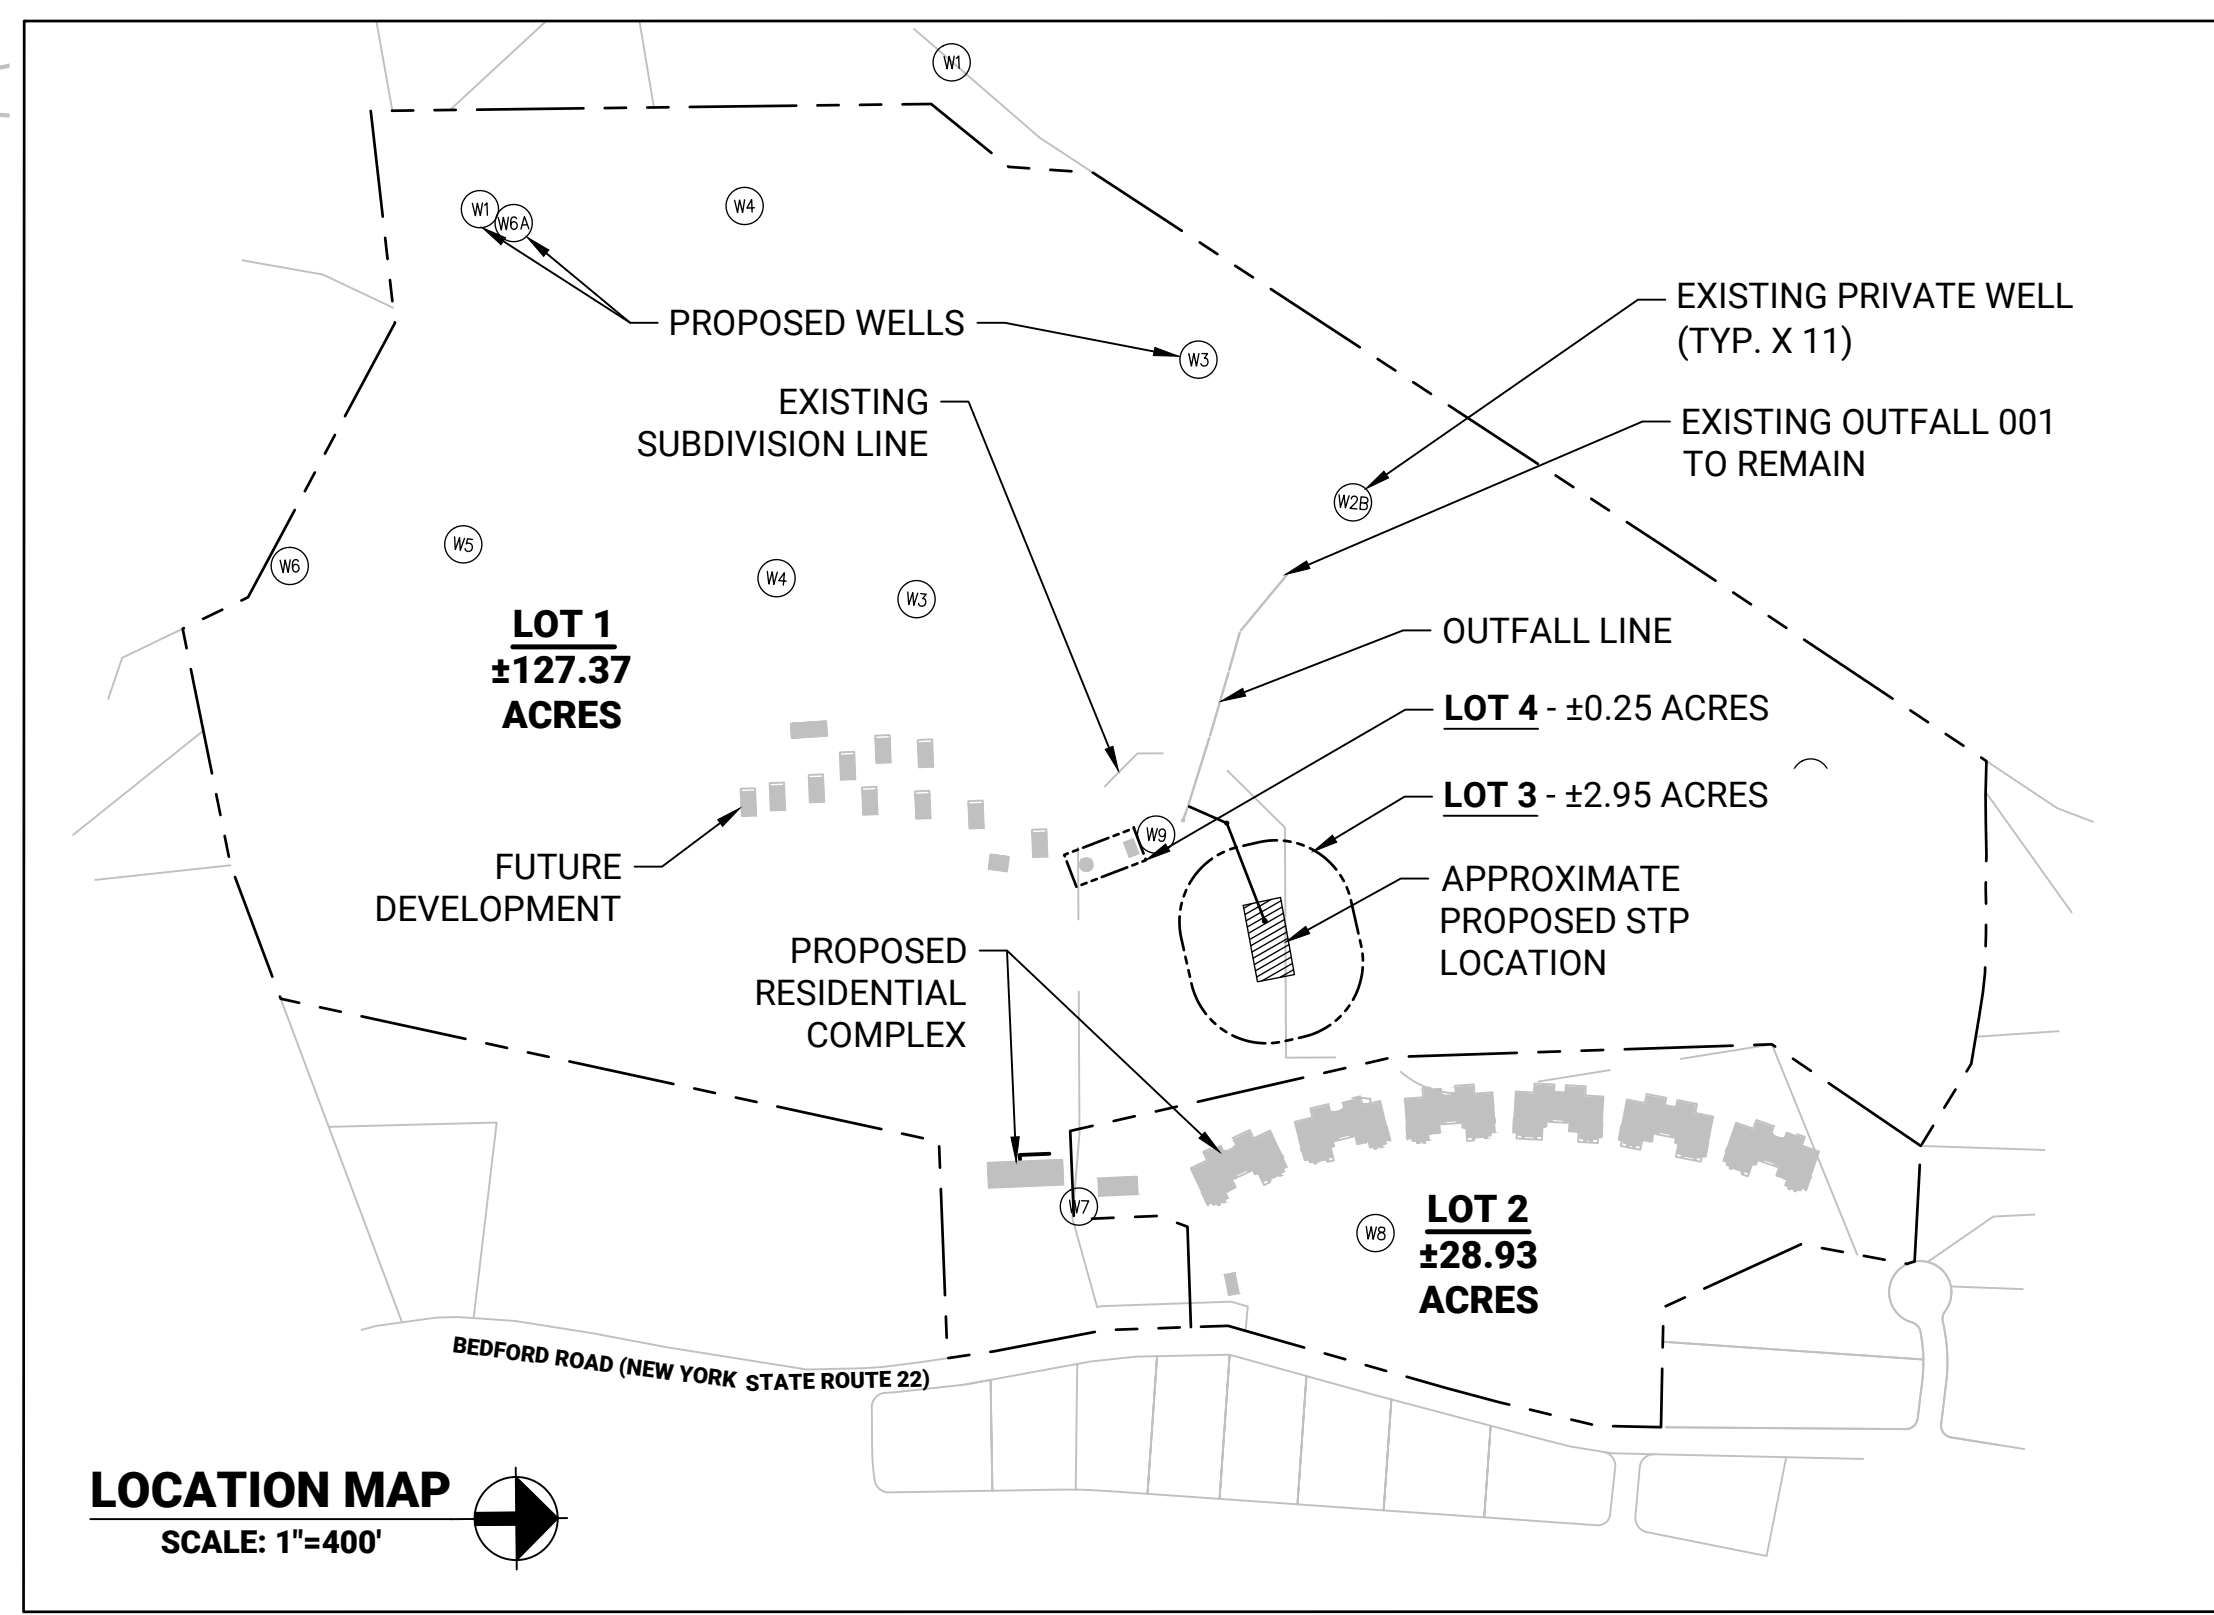 W1
W1
W6A
W4
PROPOSED WELLS
W3
EXISTING PRIVATE WELL
(TYP. X 11)
EXISTING
SUBDIVISION LINE
EXISTING OUTFALL 001
TO REMAIN
W2B
W5
W6
W4
W3
LOT 1
±127.37
ACRES
OUTFALL LINE
LOT 4 - ±0.25 ACRES
LOT 3 - ±2.95 ACRES
W9
FUTURE
DEVELOPMENT
APPROXIMATE
PROPOSED STP
LOCATION
PROPOSED
RESIDENTIAL
COMPLEX
W7
W8
LOT 2
±28.93
ACRES
BEDFORD ROAD (NEW YORK STATE ROUTE 22)
LOCATION MAP
SCALE: 1"=400'